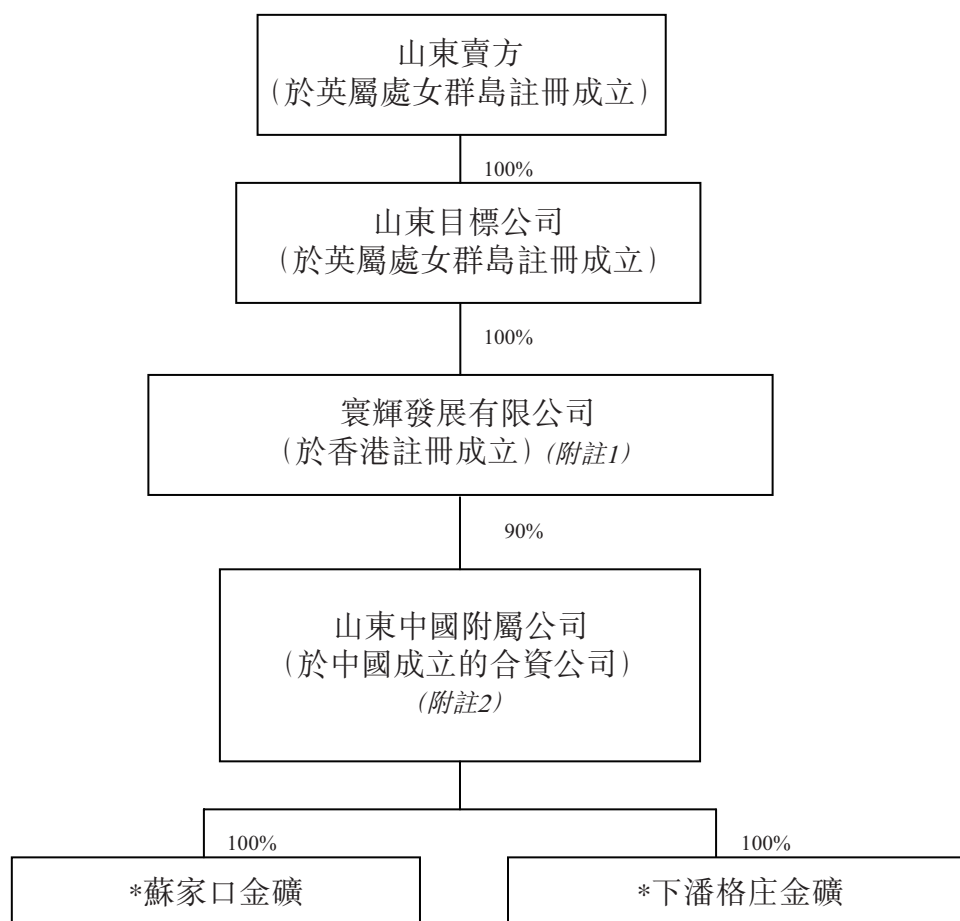 山東賣方
（於英屬處女群島註冊成立）
100%
山東目標公司
（於英屬處女群島註冊成立）
100%
寰輝發展有限公司
（於香港註冊成立）（附註1）
90%
山東中國附屬公司
（於中國成立的合資公司）
（附註2）
100%
100%
*蘇家口金礦
*下潘格庄金礦